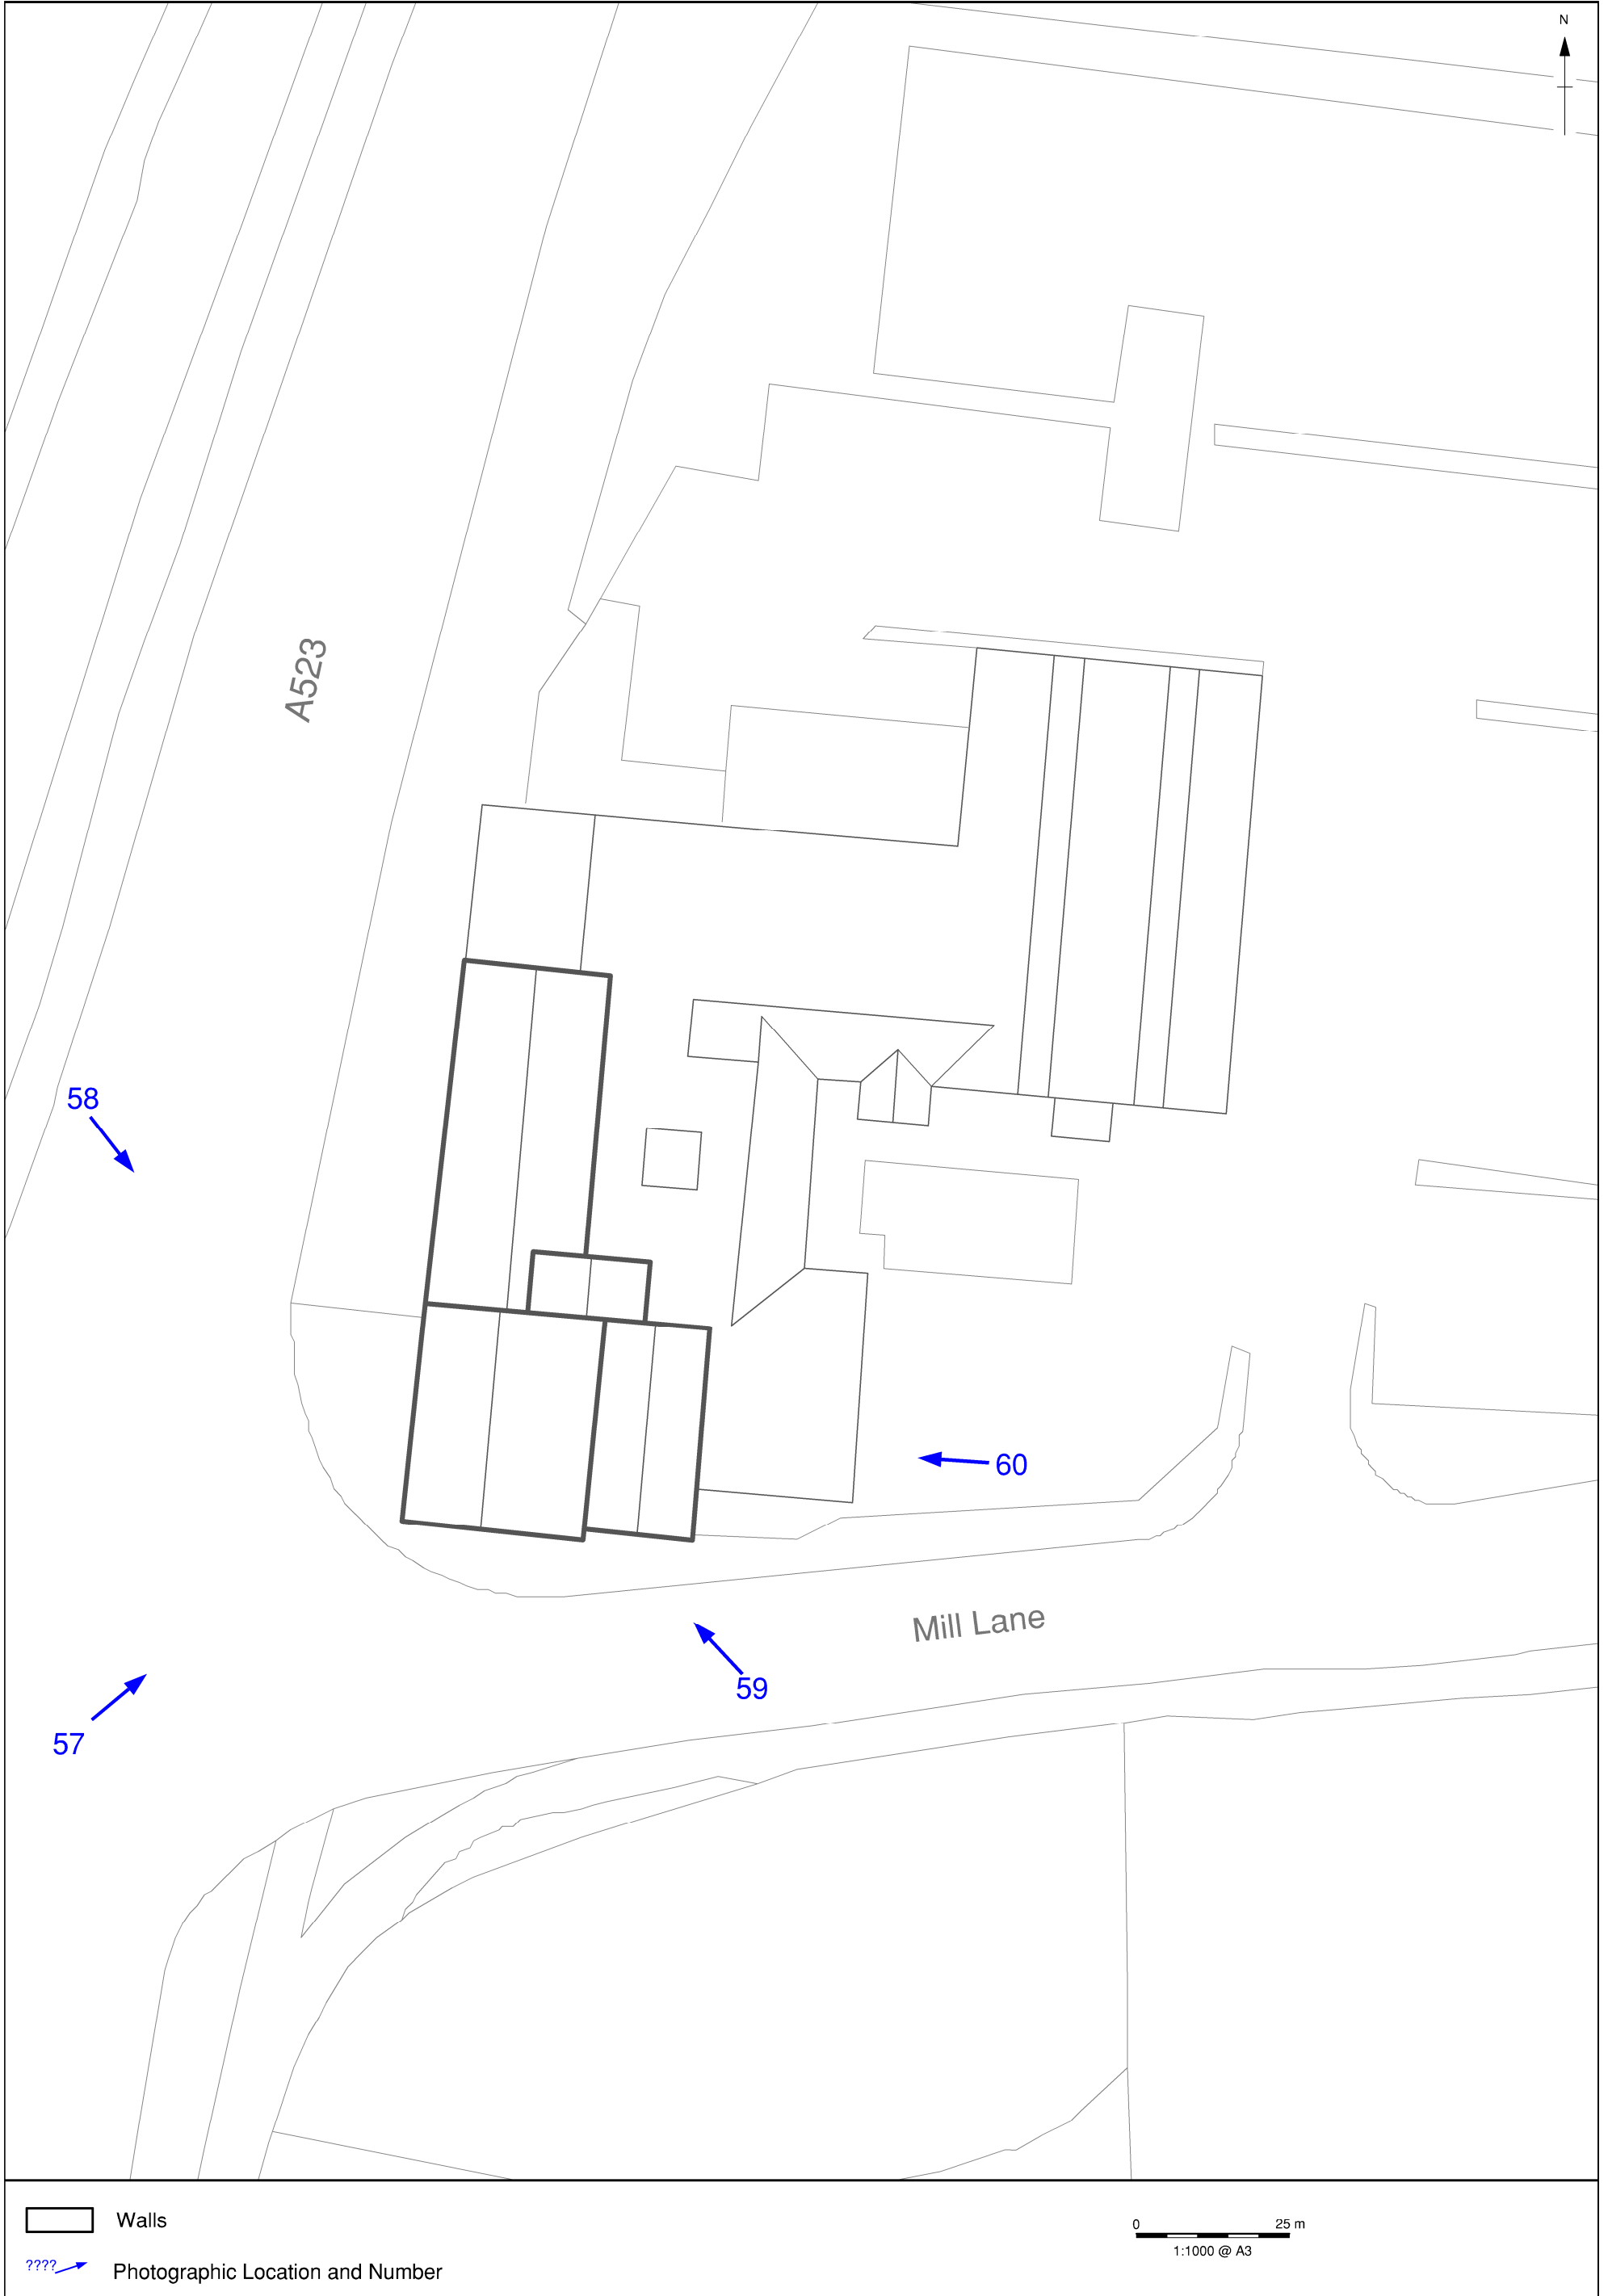 N
A523
58
60
Mill Lane
59
57
Walls
0 25 m
1:1000 @ A3
???? Photographic Location and Number